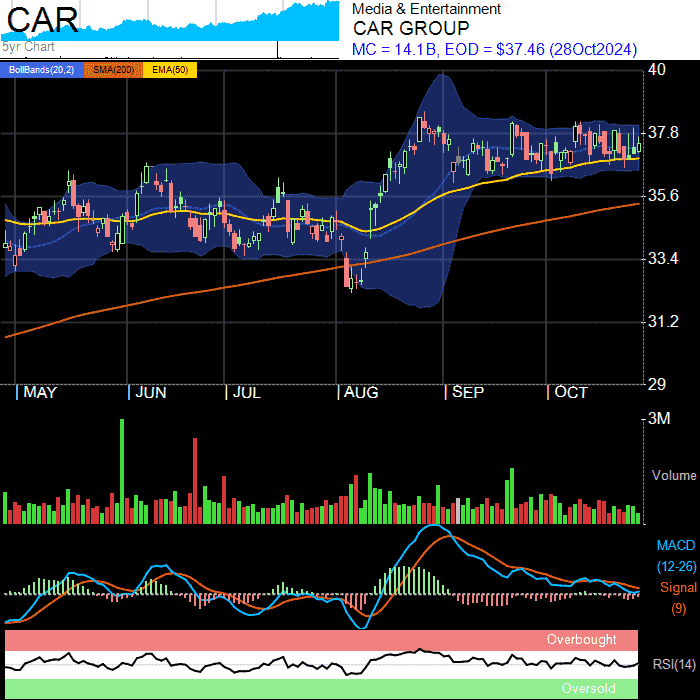 CAR
5yr Chart
Media & Entertainment
CAR GROUP
MC = 14.1B, EOD = $37.46 (28Oct2024)
BollBands(20,2) SMA(200) EMA(50)
40
37.8
35.6
33.4
31.2
29
MAY JUN JUL AUG SEP OCT
3M
Volume
MACD
(12-26)
Signal
(9)
Overbought
RSI(14)
Oversold